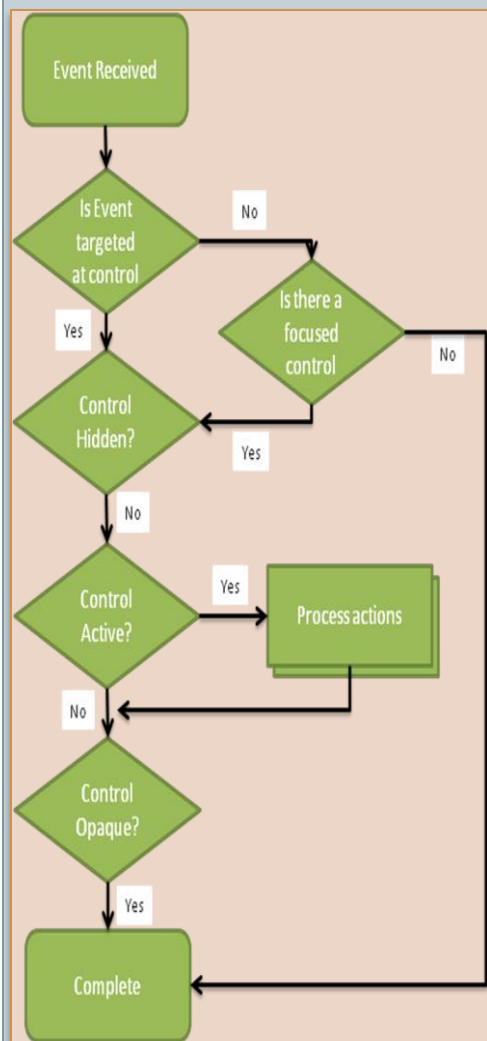 Event Received
Is Event
targeted
at control
No
Is there a
focused
control
Yes
No
Control
Hidden?
Yes
No
Control
Active?
Yes
Process actions
No
Control
Opaque?
Yes
Complete